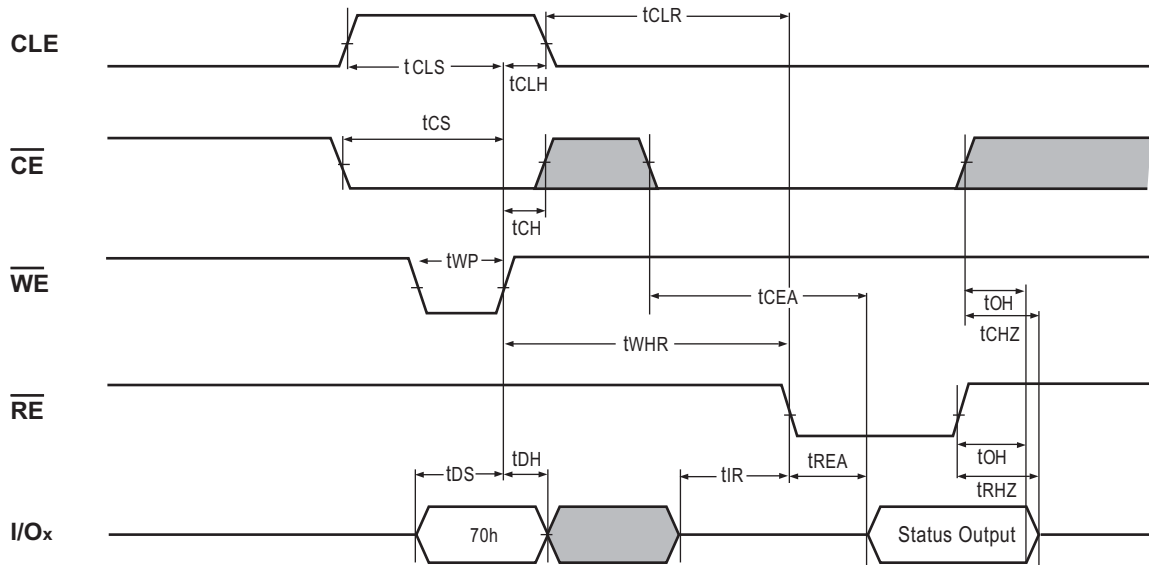 tCLR
CLE
tCLS
tCLH
tCS
CE
tCH
tWP
WE
tCEA
tOH
tCHZ
tWHR
RE
tDH
tDS
tIR
tREA
tOH
tRHZ
I/Ox
70h
Status Output